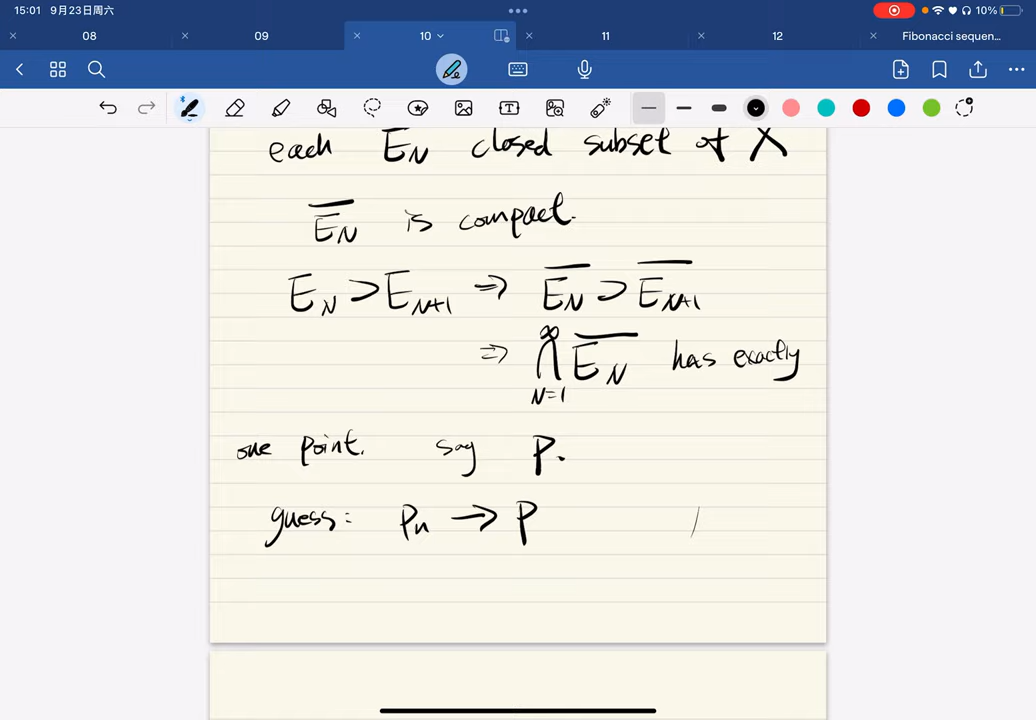 15:01 9月23日周六
10%
08 09 10 11 12 Fibonacci sequen...
T
each E_N closed subset of X
\overline{E_N} is compact.
E_N ⊃ E_{N+1} ⇒ \overline{E_N} ⊃ \overline{E_{N+1}}
⇒ \bigcap_{N=1}^{∞} \overline{E_N} has exactly
one point. say P.
guess: P_n → P